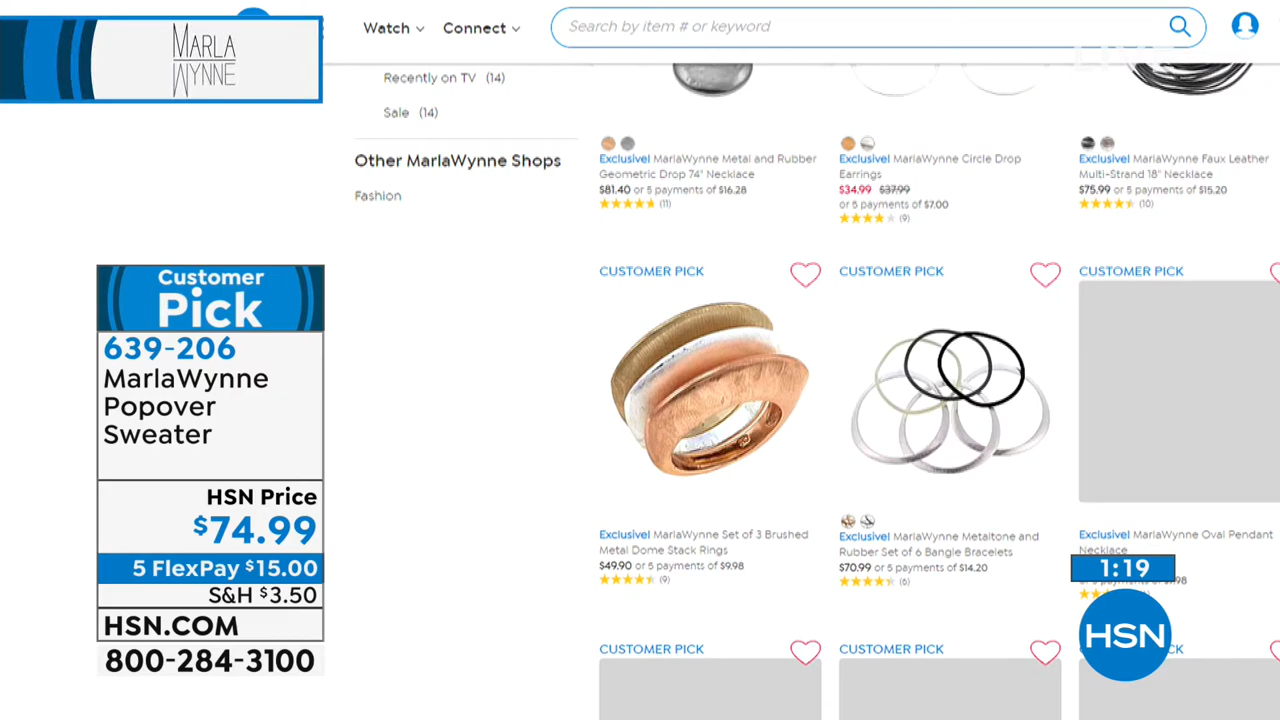 MARLA
WYNNE
Watch
Connect
Search by item # or keyword
LIVE
Recently on TV (14)
Sale (14)
Other MarlaWynne Shops
Fashion
Exclusive! MarlaWynne Metal and Rubber
Geometric Drop 74" Necklace
$81.40 or 5 payments of $16.28
(11)
Exclusive! MarlaWynne Circle Drop
Earrings
$34.99 $37.99
or 5 payments of $7.00
(9)
Exclusive! MarlaWynne Faux Leather
Multi-Strand 18" Necklace
$75.99 or 5 payments of $15.20
(10)
Customer
Pick
639-206
MarlaWynne
Popover
Sweater
HSN Price
$74.99
5 FlexPay $15.00
S&H $3.50
HSN.COM
800-284-3100
CUSTOMER PICK
CUSTOMER PICK
CUSTOMER PICK
Exclusive! MarlaWynne Set of 3 Brushed
Metal Dome Stack Rings
$49.90 or 5 payments of $9.98
(9)
Exclusive! MarlaWynne Metaltone and
Rubber Set of 6 Bangle Bracelets
$70.99 or 5 payments of $14.20
(6)
Exclusive! MarlaWynne Oval Pendant
Necklace
1:19
HSN
CUSTOMER PICK
CUSTOMER PICK